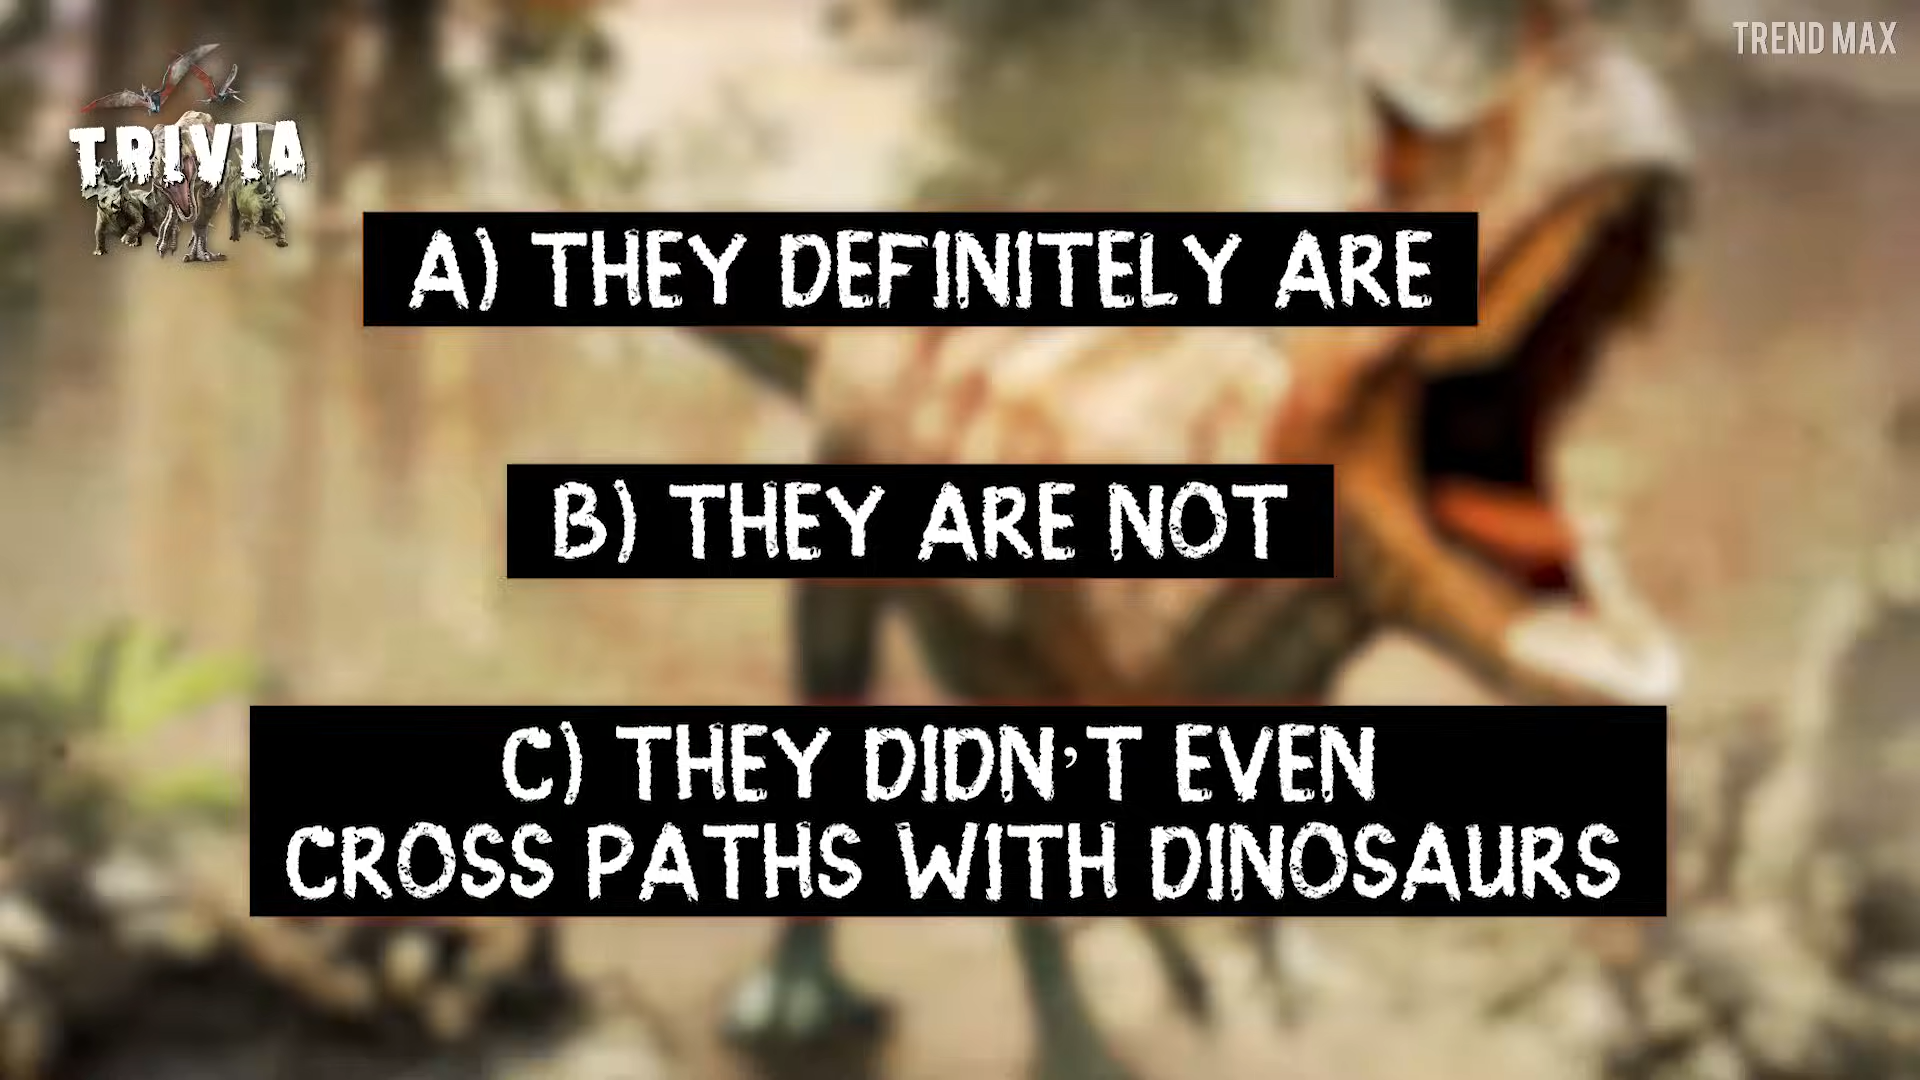 TREND MAX
TRIVIA
A) THEY DEFINITELY ARE
B) THEY ARE NOT
C) THEY DIDN'T EVEN
CROSS PATHS WITH DINOSAURS